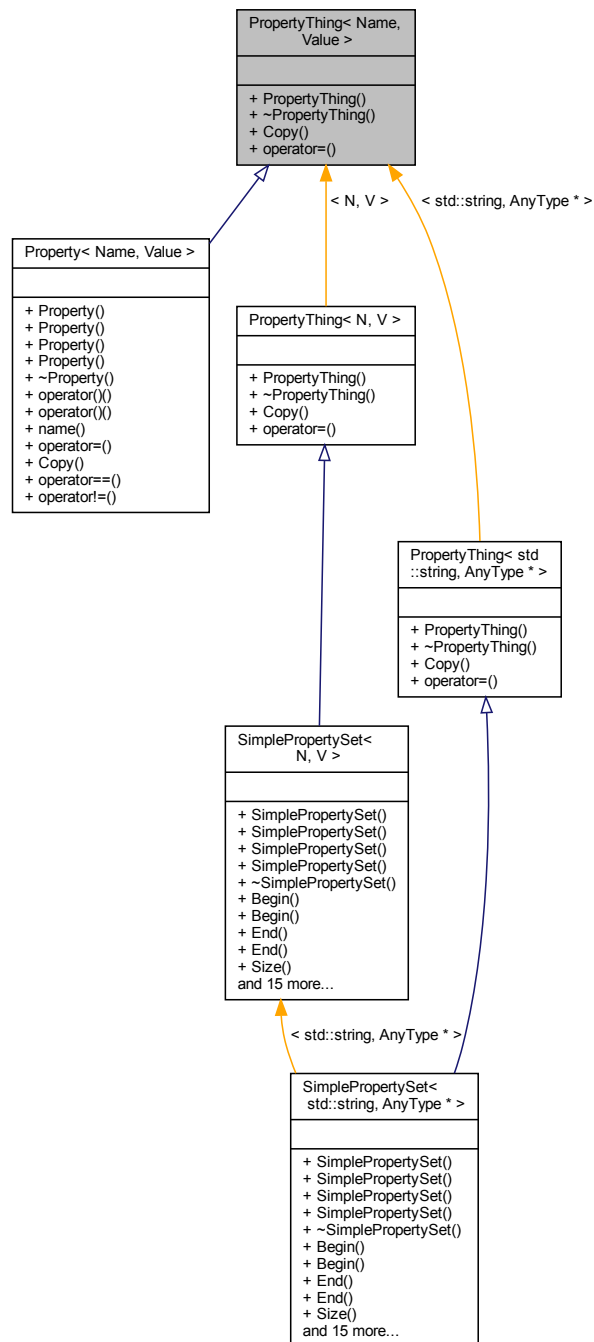 PropertyThing< Name,
Value >
+ PropertyThing()
+ ~PropertyThing()
+ Copy()
+ operator=()
< N, V >
< std::string, AnyType * >
Property< Name, Value >
+ Property()
+ Property()
+ Property()
+ Property()
+ ~Property()
+ operator()()
+ operator()()
+ name()
+ operator=()
+ Copy()
+ operator==()
+ operator!=()
PropertyThing< N, V >
+ PropertyThing()
+ ~PropertyThing()
+ Copy()
+ operator=()
PropertyThing< std
::string, AnyType * >
+ PropertyThing()
+ ~PropertyThing()
+ Copy()
+ operator=()
SimplePropertySet<
N, V >
+ SimplePropertySet()
+ SimplePropertySet()
+ SimplePropertySet()
+ SimplePropertySet()
+ ~SimplePropertySet()
+ Begin()
+ Begin()
+ End()
+ End()
+ Size()
and 15 more...
< std::string, AnyType * >
SimplePropertySet<
std::string, AnyType * >
+ SimplePropertySet()
+ SimplePropertySet()
+ SimplePropertySet()
+ SimplePropertySet()
+ ~SimplePropertySet()
+ Begin()
+ Begin()
+ End()
+ End()
+ Size()
and 15 more...